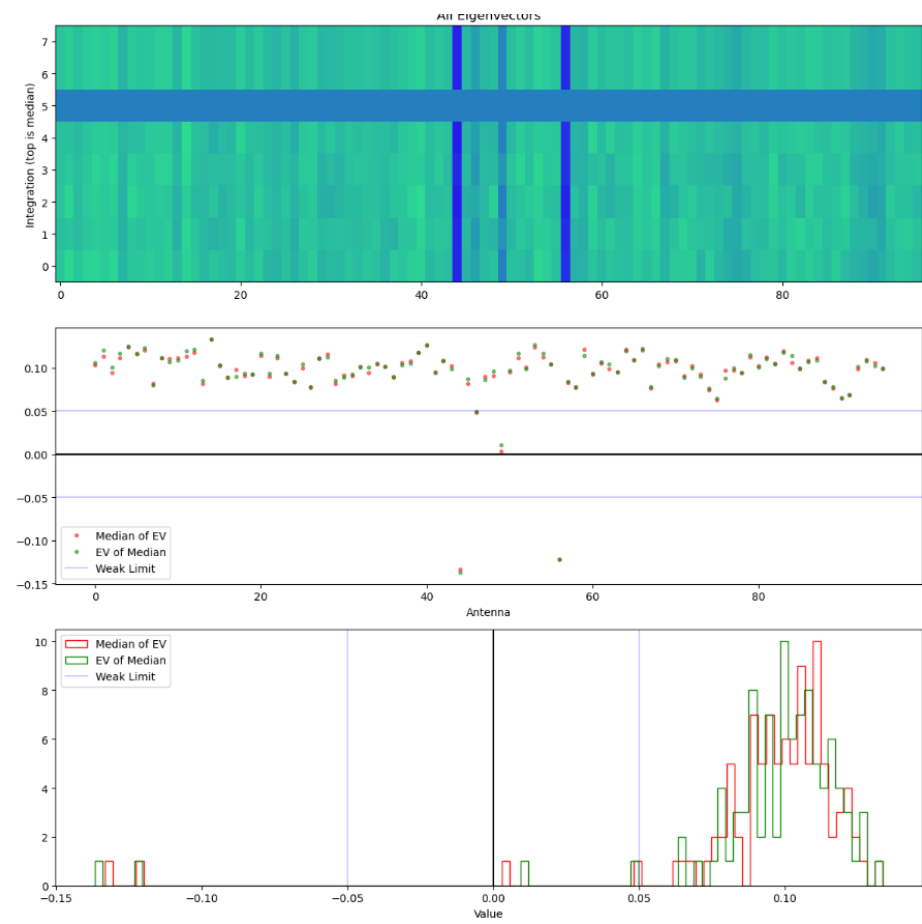 All Eigenvectors
Integration (top is median)
7
6
5
4
3
2
1
0
0 20 40 60 80
0.10
0.05
0.00
−0.05
−0.10
−0.15
Median of EV
EV of Median
Weak Limit
0 20 40 60 80
Antenna
10
8
6
4
2
0
Median of EV
EV of Median
Weak Limit
−0.15 −0.10 −0.05 0.00 0.05 0.10
Value